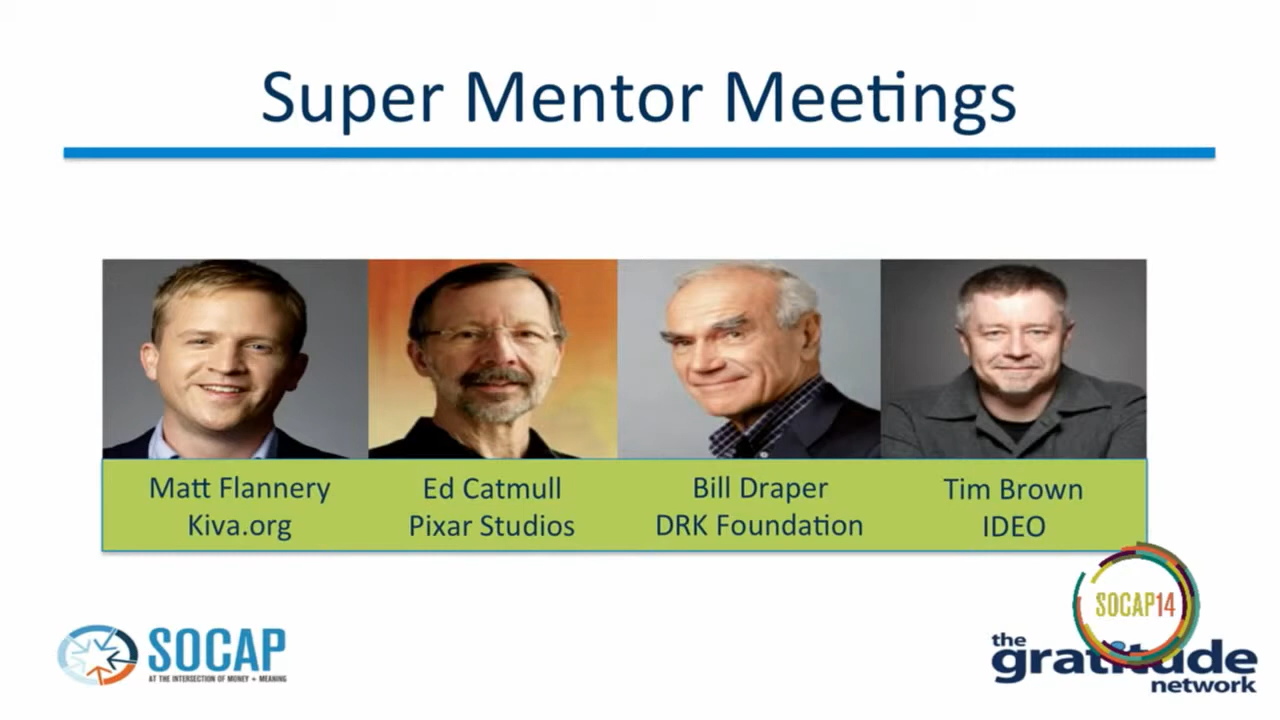 Super Mentor Meetings
Matt Flannery
Kiva.org
Ed Catmull
Pixar Studios
Bill Draper
DRK Foundation
Tim Brown
IDEO
SOCAP
AT THE INTERSECTION OF MONEY + MEANING
SOCAP14
the
gratitude
network